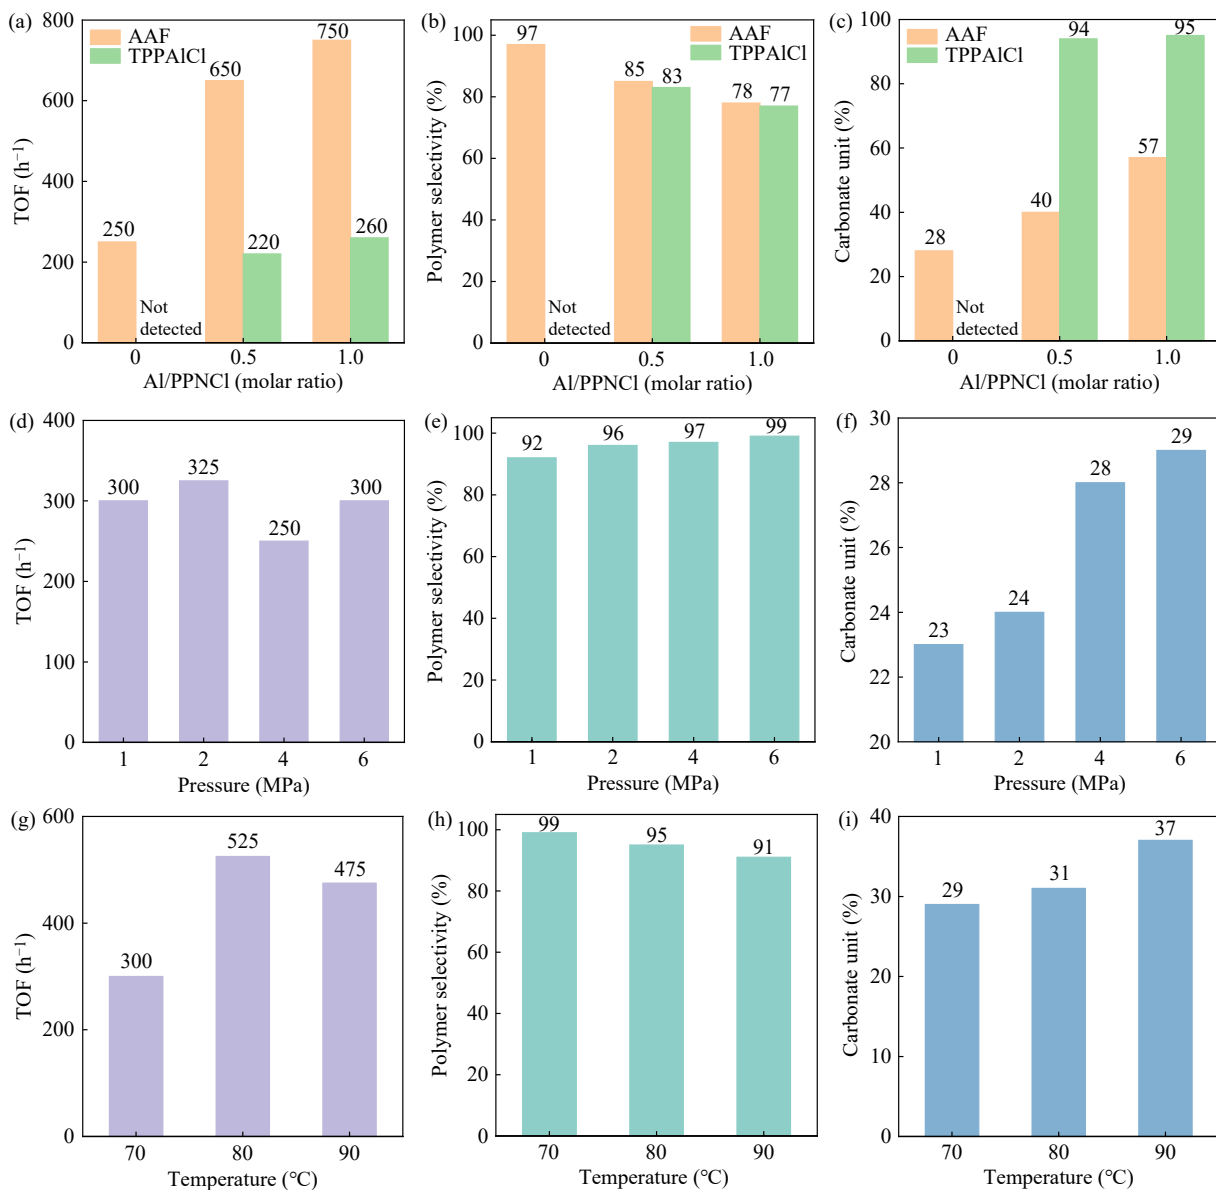 (a)
AAF
TPPAlCl
TOF (h⁻¹)
800
600
400
200
0
250
650
220
750
260
Not
detected
0
0.5
1.0
Al/PPNCl (molar ratio)
(b)
AAF
TPPAlCl
Polymer selectivity (%)
100
80
60
40
20
0
97
85
83
78
77
Not
detected
0
0.5
1.0
Al/PPNCl (molar ratio)
(c)
AAF
TPPAlCl
Carbonate unit (%)
100
80
60
40
20
0
28
40
94
57
95
Not
detected
0
0.5
1.0
Al/PPNCl (molar ratio)
(d)
TOF (h⁻¹)
400
300
200
100
0
300
325
250
300
1
2
4
6
Pressure (MPa)
(e)
Polymer selectivity (%)
100
80
60
40
20
0
92
96
97
99
1
2
4
6
Pressure (MPa)
(f)
Carbonate unit (%)
30
28
26
24
22
20
23
24
28
29
1
2
4
6
Pressure (MPa)
(g)
TOF (h⁻¹)
600
400
200
0
300
525
475
70
80
90
Temperature (℃)
(h)
Polymer selectivity (%)
100
80
60
40
20
0
99
95
91
70
80
90
Temperature (℃)
(i)
Carbonate unit (%)
40
30
20
10
0
29
31
37
70
80
90
Temperature (℃)